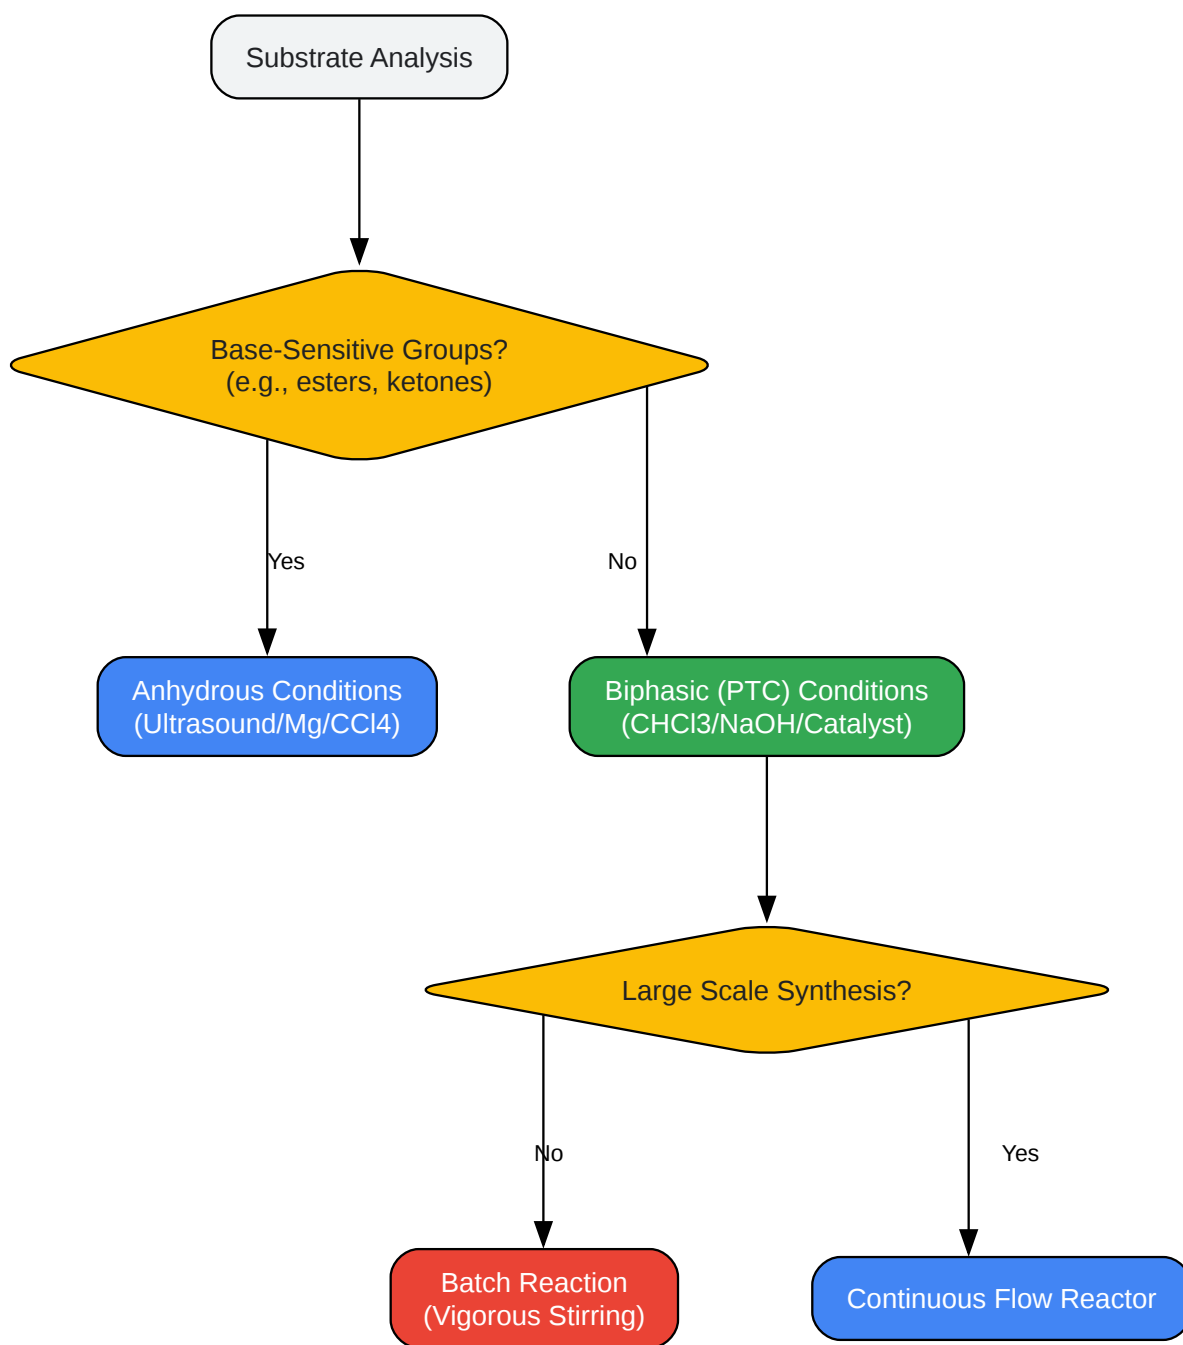 Substrate Analysis
Base-Sensitive Groups?
(e.g., esters, ketones)
Yes
No
Anhydrous Conditions
(Ultrasound/Mg/CCl4)
Biphasic (PTC) Conditions
(CHCl3/NaOH/Catalyst)
Large Scale Synthesis?
No
Yes
Batch Reaction
(Vigorous Stirring)
Continuous Flow Reactor